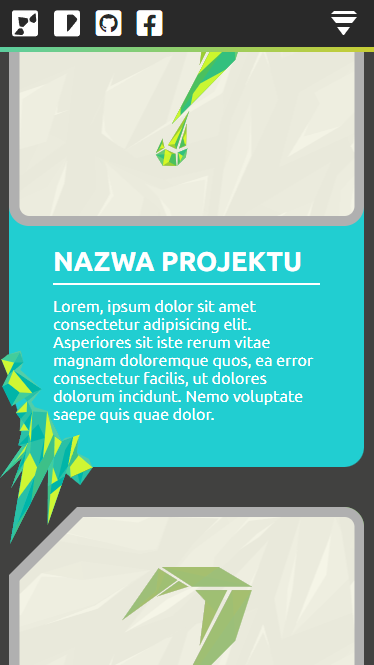 NAZWA PROJEKTU
Lorem, ipsum dolor sit amet
consectetur adipisicing elit.
Asperiores sit iste rerum vitae
magnam doloremque quos, ea error
consectetur facilis, ut dolores
dolorum incidunt. Nemo voluptate
saepe quis quae dolor.